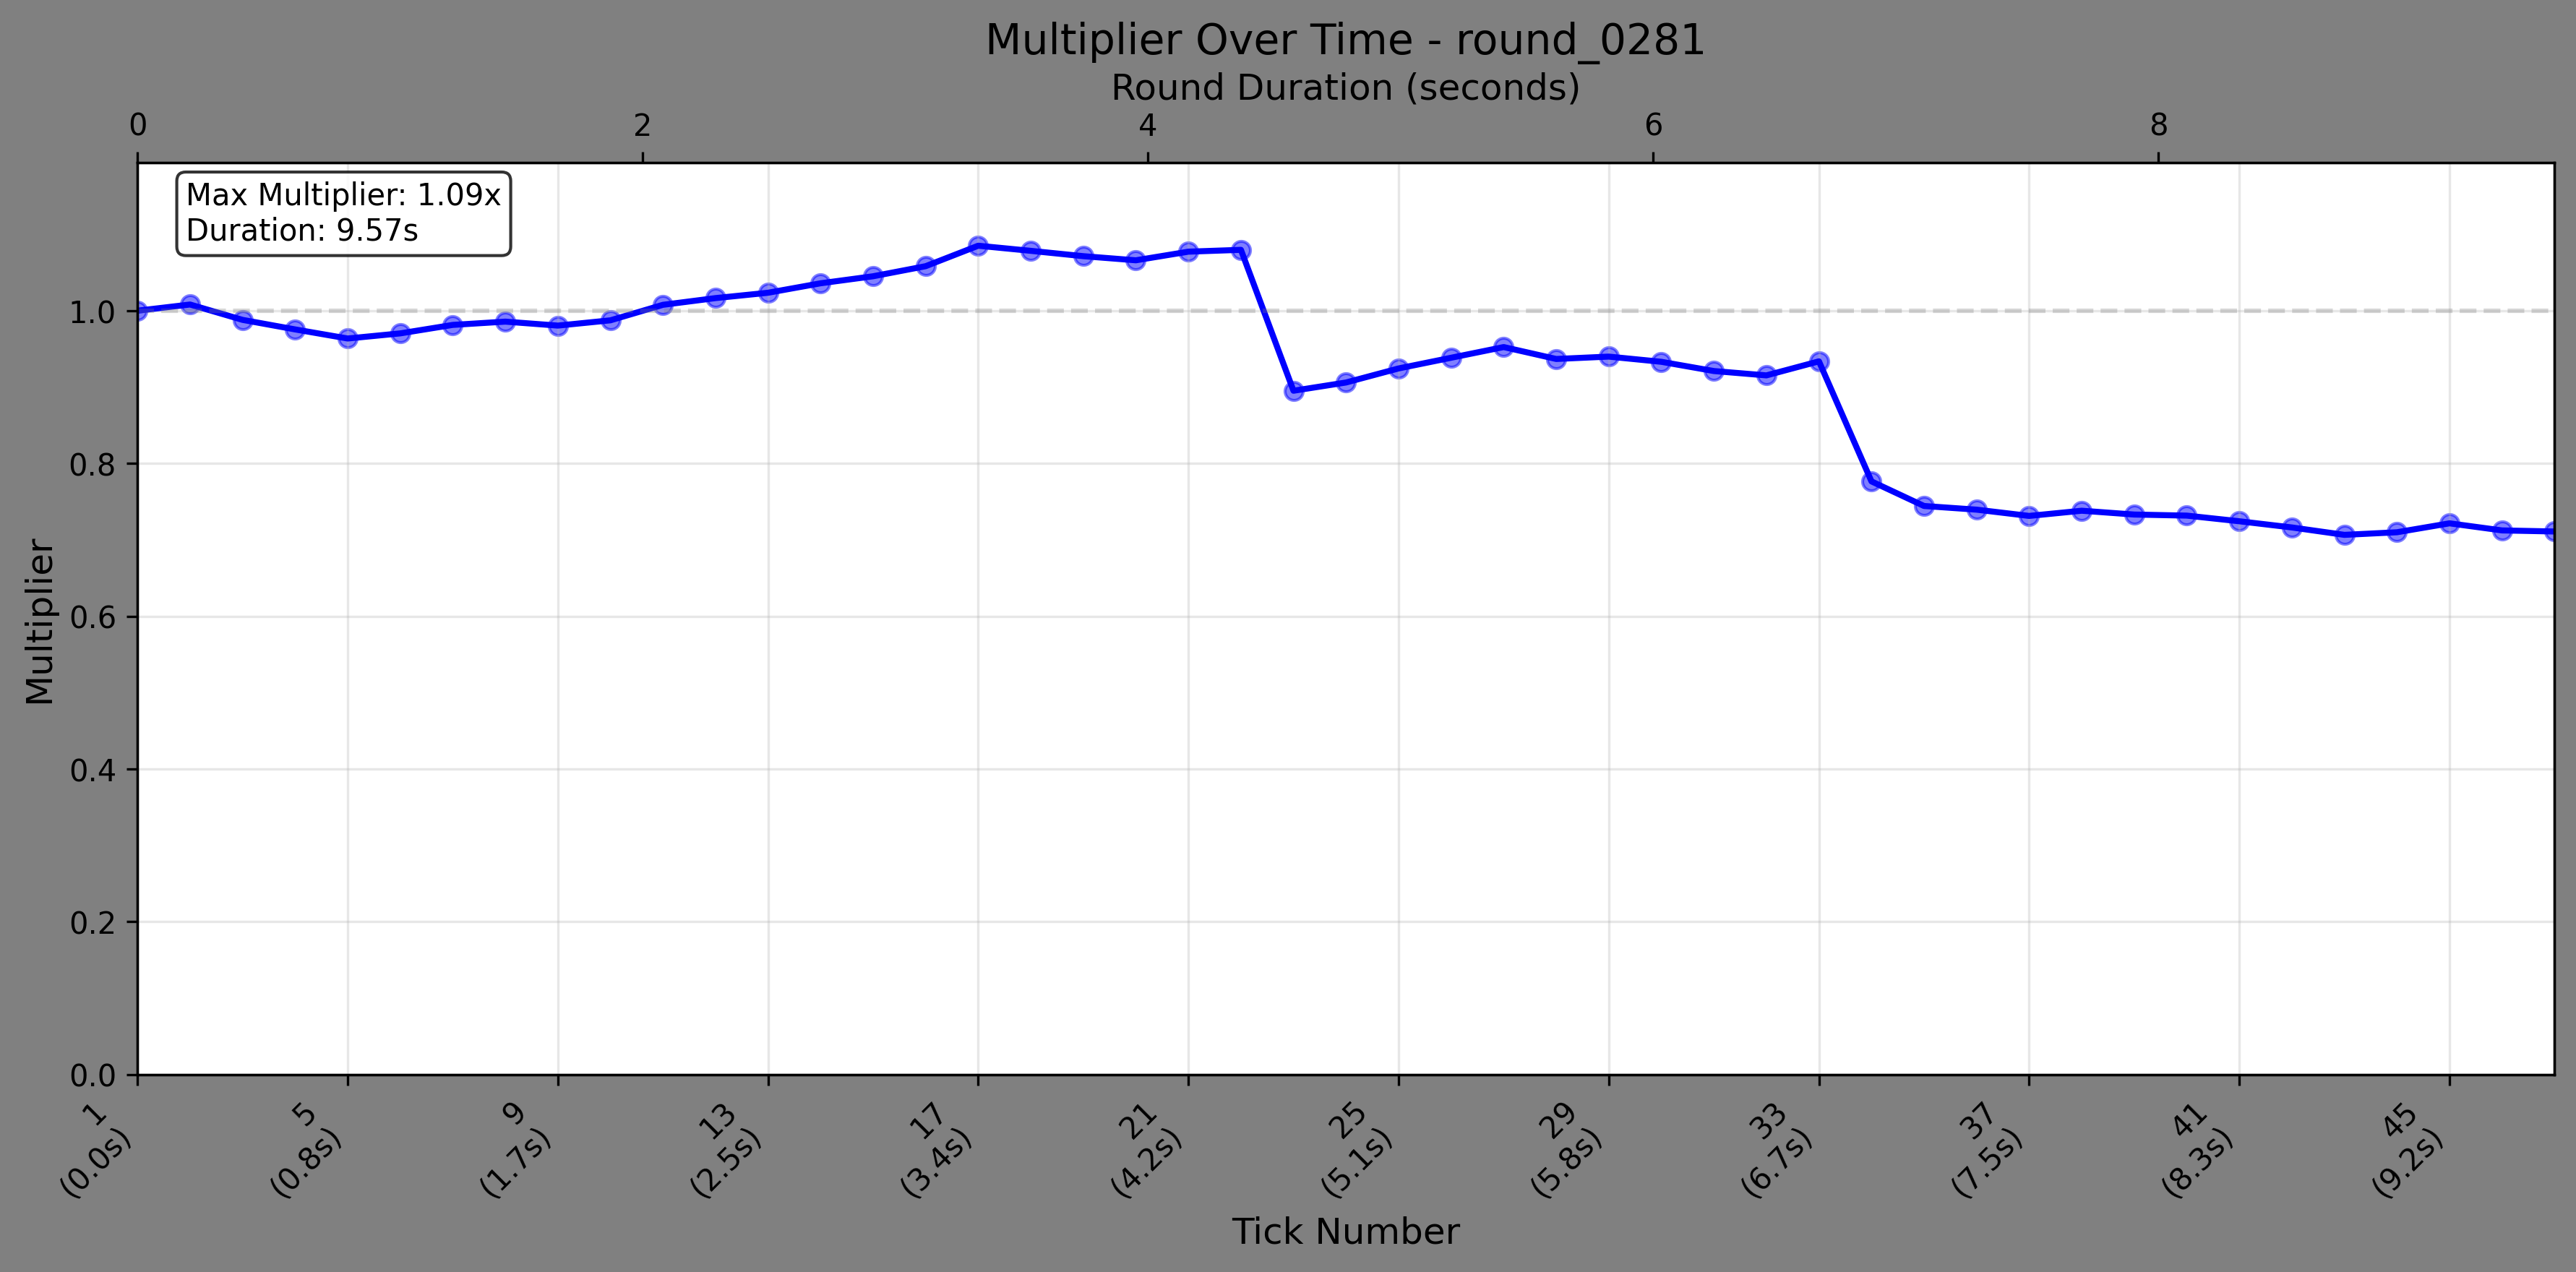 Multiplier Over Time - round_0281
Round Duration (seconds)
0 2 4 6 8
Max Multiplier: 1.09x
Duration: 9.57s
1.0
0.8
0.6
0.4
0.2
0.0
Multiplier
1
(0.0s)
5
(0.8s)
9
(1.7s)
13
(2.5s)
17
(3.4s)
21
(4.2s)
25
(5.1s)
29
(5.8s)
33
(6.7s)
37
(7.5s)
41
(8.3s)
45
(9.2s)
Tick Number